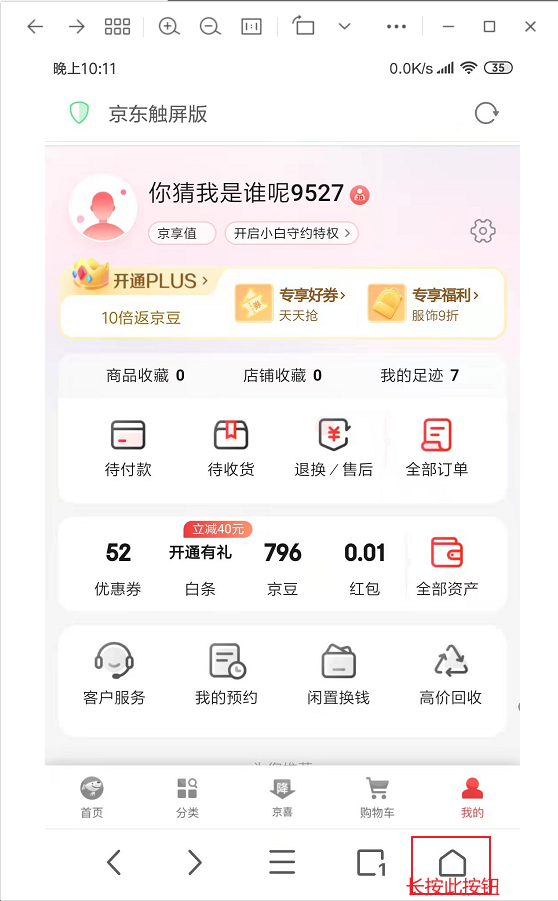 1:1
晚上10:11
0.0K/s
35
京东触屏版
你猜我是谁呢9527
京享值
开启小白守约特权 >
开通PLUS >
专享好券>
专享福利>
10倍返京豆
天天抢
服饰9折
商品收藏 0
店铺收藏 0
我的足迹 7
待付款
待收货
退换/售后
全部订单
立减40元
52
开通有礼
796
0.01
优惠券
白条
京豆
红包
全部资产
客户服务
我的预约
闲置换钱
高价回收
降
首页
分类
京喜
购物车
我的
1
长按此按钮